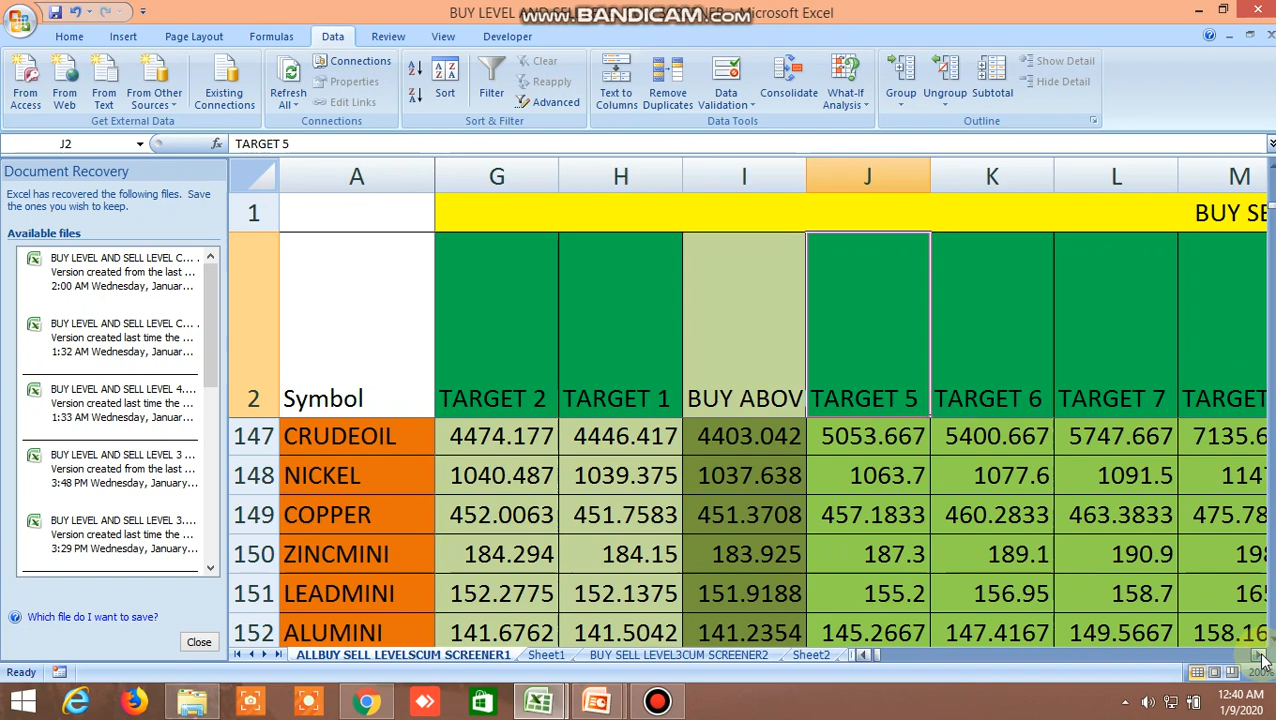 BUY LEVEL AND SELL
www.BANDICAM.com
NER - Microsoft Excel
Home Insert Page Layout Formulas Data Review View Developer
From Access
From Web
From Text
From Other Sources
Existing Connections
Get External Data
Refresh All
Connections
Properties
Edit Links
Connections
Sort
Filter
Clear
Reapply
Advanced
Sort & Filter
Text to Columns
Remove Duplicates
Data Validation
Consolidate
What-If Analysis
Data Tools
Group
Ungroup
Subtotal
Show Detail
Hide Detail
Outline
J2 fx TARGET 5
Document Recovery
Excel has recovered the following files. Save
the ones you wish to keep.
Available files
BUY LEVEL AND SELL LEVEL C... .
Version created from the last ...
2:00 AM Wednesday, Januar...
BUY LEVEL AND SELL LEVEL C... .
Version created last time the ...
1:32 AM Wednesday, Januar...
BUY LEVEL AND SELL LEVEL 4....
Version created last time the ...
1:33 AM Wednesday, Januar...
BUY LEVEL AND SELL LEVEL 3 ...
Version created from the last ...
3:48 PM Wednesday, Januar...
BUY LEVEL AND SELL LEVEL 3....
Version created last time the ...
3:29 PM Wednesday, Januar...
Which file do I want to save?
Close
A G H I J K L M
1 BUY SE
2 Symbol TARGET 2 TARGET 1 BUY ABOV TARGET 5 TARGET 6 TARGET 7 TARGET
147 CRUDEOIL 4474.177 4446.417 4403.042 5053.667 5400.667 5747.667 7135.6
148 NICKEL 1040.487 1039.375 1037.638 1063.7 1077.6 1091.5 114
149 COPPER 452.0063 451.7583 451.3708 457.1833 460.2833 463.3833 475.78
150 ZINCMINI 184.294 184.15 183.925 187.3 189.1 190.9 19
151 LEADMINI 152.2775 152.1375 151.9188 155.2 156.95 158.7 16
152 ALUMINI 141.6762 141.5042 141.2354 145.2667 147.4167 149.5667 158.16
ALLBUY SELL LEVELSCUM SCREENER1 Sheet1 BUY SELL LEVEL3CUM SCREENER2 Sheet2
Ready 200%
12:40 AM
1/9/2020